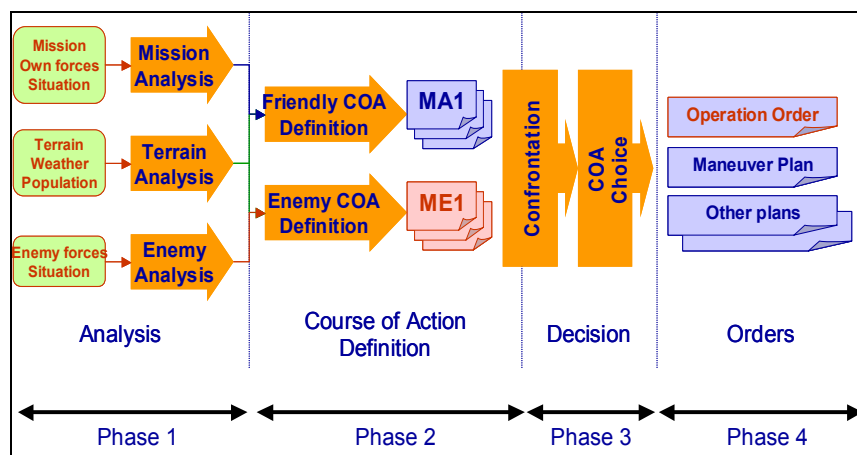 Mission
Own forces
Situation
Mission
Analysis
Terrain
Weather
Population
Terrain
Analysis
Enemy forces
Situation
Enemy
Analysis
Friendly COA
Definition
MA1
Enemy COA
Definition
ME1
Confrontation
COA
Choice
Operation Order
Maneuver Plan
Other plans
Analysis
Course of Action
Definition
Decision
Orders
Phase 1
Phase 2
Phase 3
Phase 4